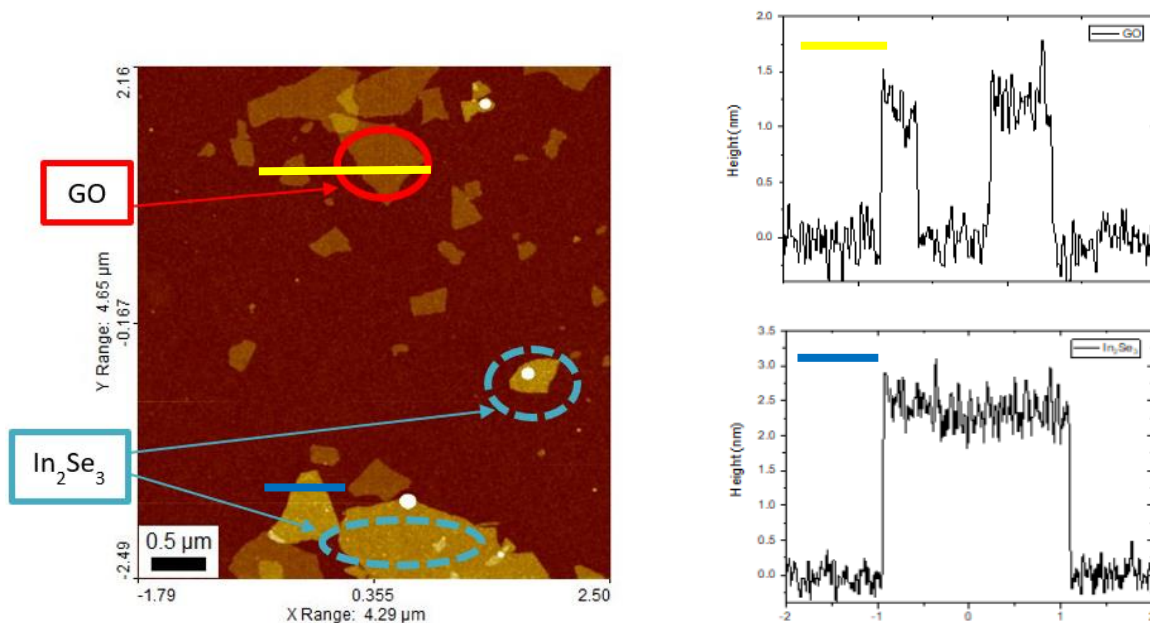 GO
In₂Se₃
2.16
Y Range: 4.65 µm
-0.167
-2.49
0.5 µm
-1.79
0.355
2.50
X Range: 4.29 µm
2.0
1.5
1.0
0.5
0.0
Height (nm)
GO
3.5
3.0
2.5
2.0
1.5
1.0
0.5
0.0
Height (nm)
In₂Se₃
-2
-1
0
1